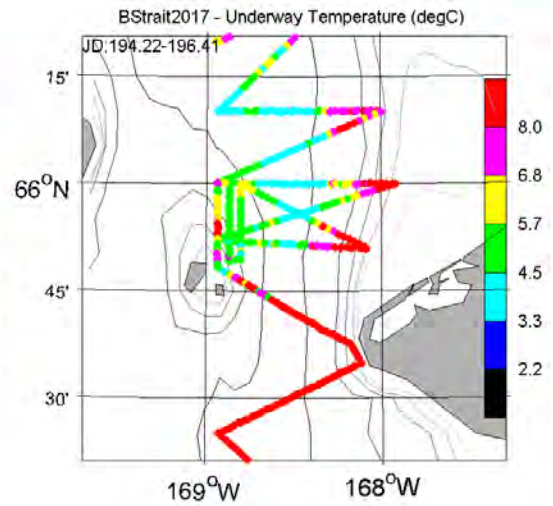 BStrait2017 - Underway Temperature (degC)
JD:194.22-196.41
15'
66°N
45'
30'
169°W
168°W
8.0
6.8
5.7
4.5
3.3
2.2